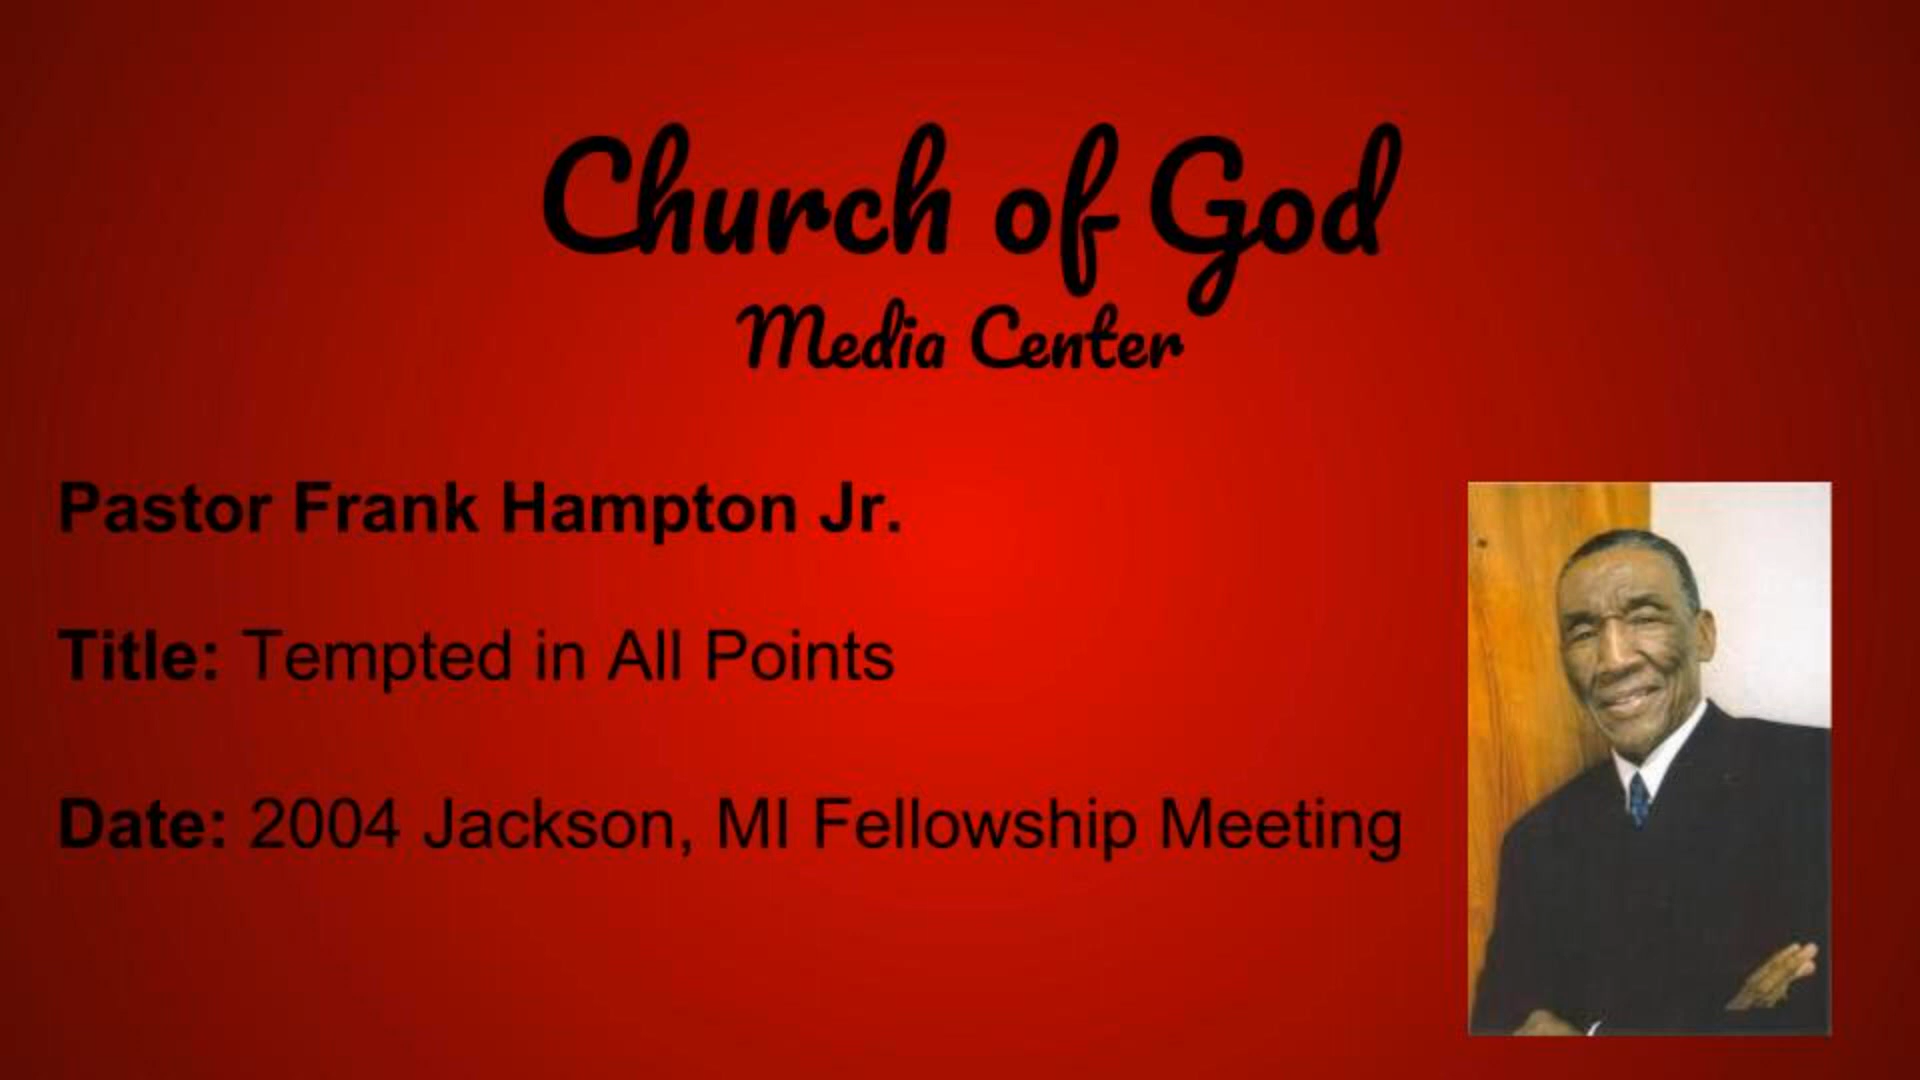 Church of God
Media Center
Pastor Frank Hampton Jr.
Title: Tempted in All Points
Date: 2004 Jackson, MI Fellowship Meeting